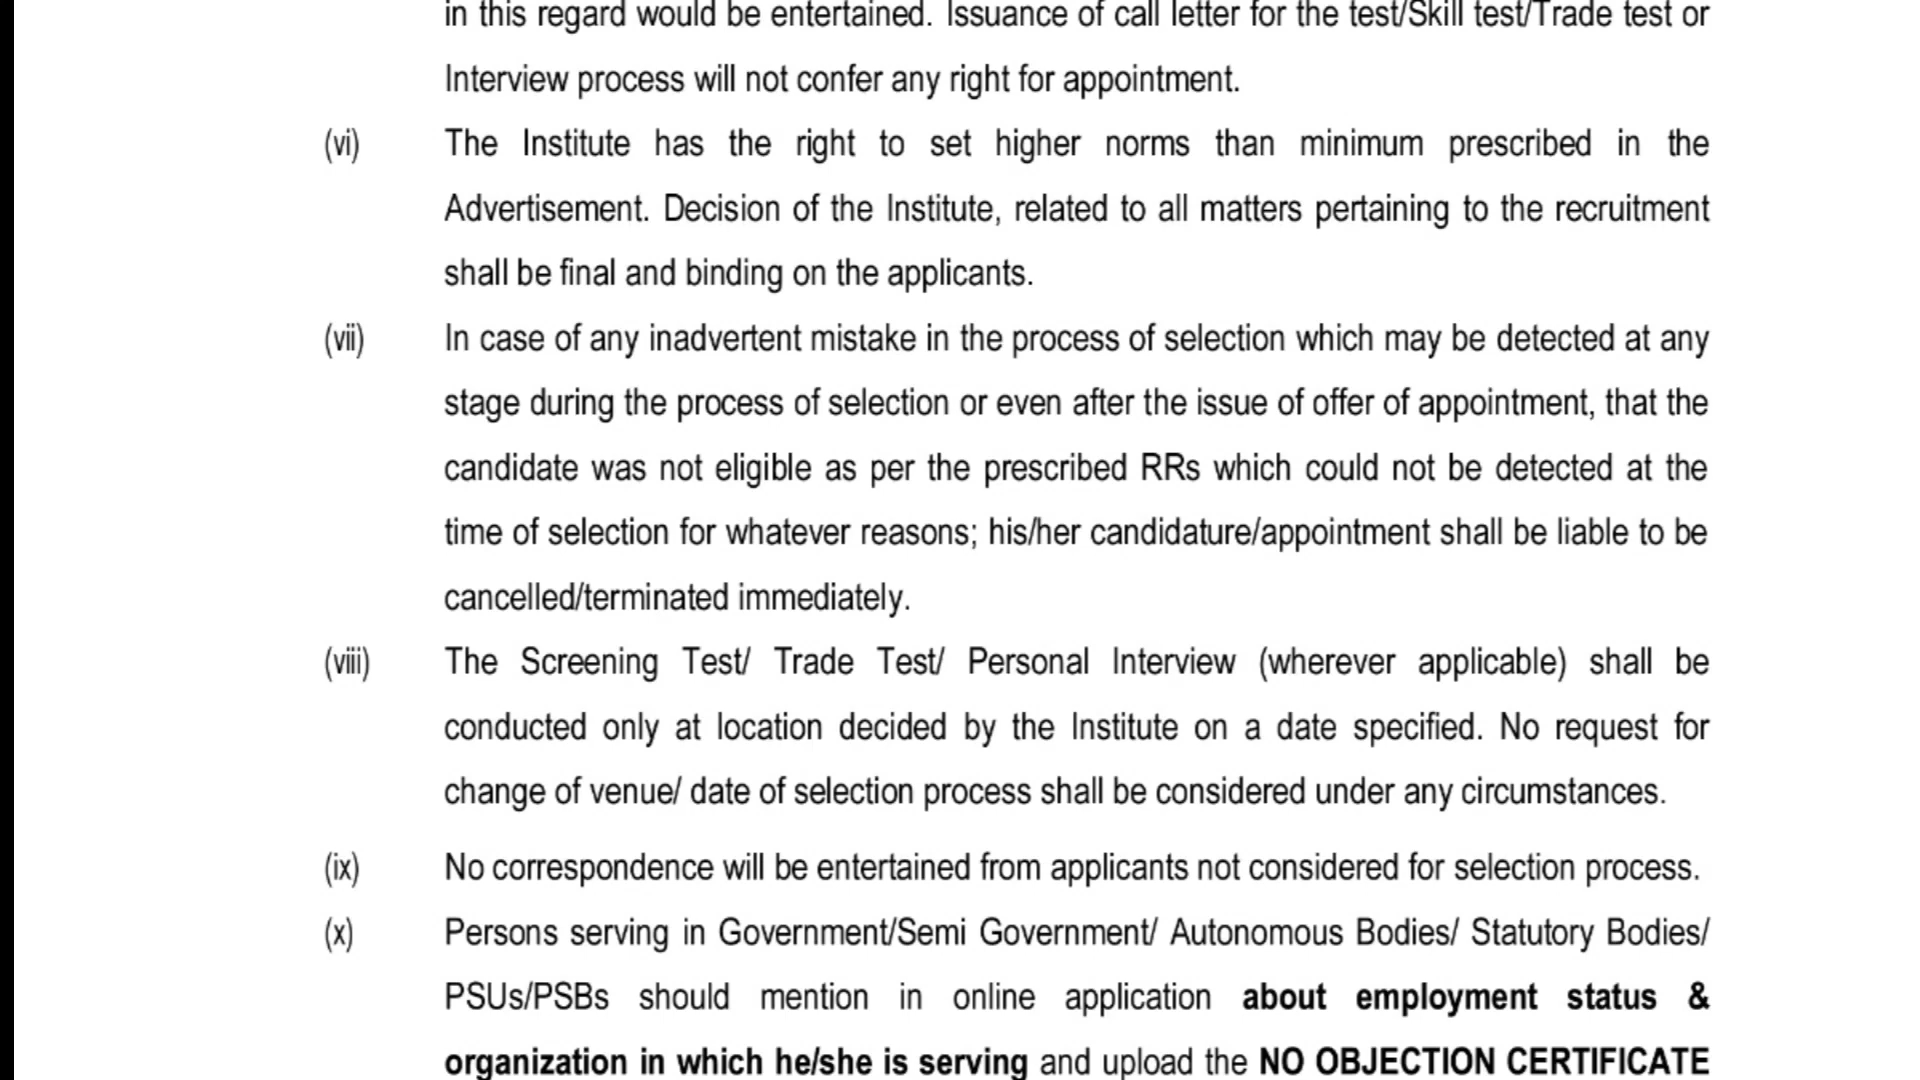 in this regard would be entertained. Issuance of call letter for the test/Skill test/Trade test or
Interview process will not confer any right for appointment.
(vi) The Institute has the right to set higher norms than minimum prescribed in the
Advertisement. Decision of the Institute, related to all matters pertaining to the recruitment
shall be final and binding on the applicants.
(vii) In case of any inadvertent mistake in the process of selection which may be detected at any
stage during the process of selection or even after the issue of offer of appointment, that the
candidate was not eligible as per the prescribed RRs which could not be detected at the
time of selection for whatever reasons; his/her candidature/appointment shall be liable to be
cancelled/terminated immediately.
(viii) The Screening Test/ Trade Test/ Personal Interview (wherever applicable) shall be
conducted only at location decided by the Institute on a date specified. No request for
change of venue/ date of selection process shall be considered under any circumstances.
(ix) No correspondence will be entertained from applicants not considered for selection process.
(x) Persons serving in Government/Semi Government/ Autonomous Bodies/ Statutory Bodies/
PSUs/PSBs should mention in online application about employment status &
organization in which he/she is serving and upload the NO OBJECTION CERTIFICATE